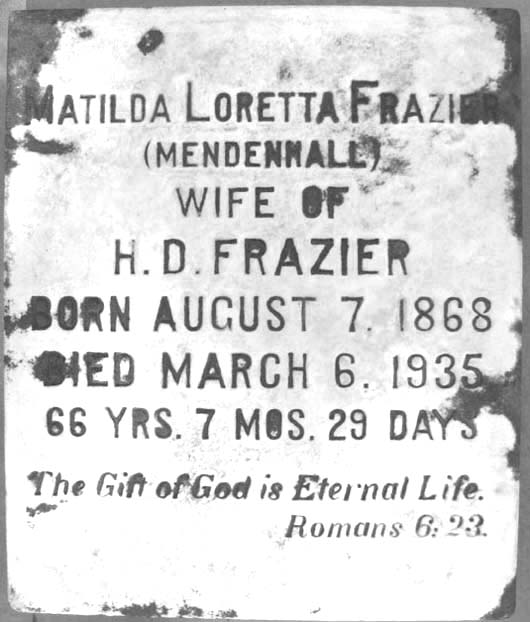 MATILDA LORETTA FRAZIER
(MENDENHALL)
WIFE OF
H. D. FRAZIER
BORN AUGUST 7. 1868
DIED MARCH 6. 1935
66 YRS. 7 MOS. 29 DAYS
The Gift of God is Eternal Life.
Romans 6: 23.